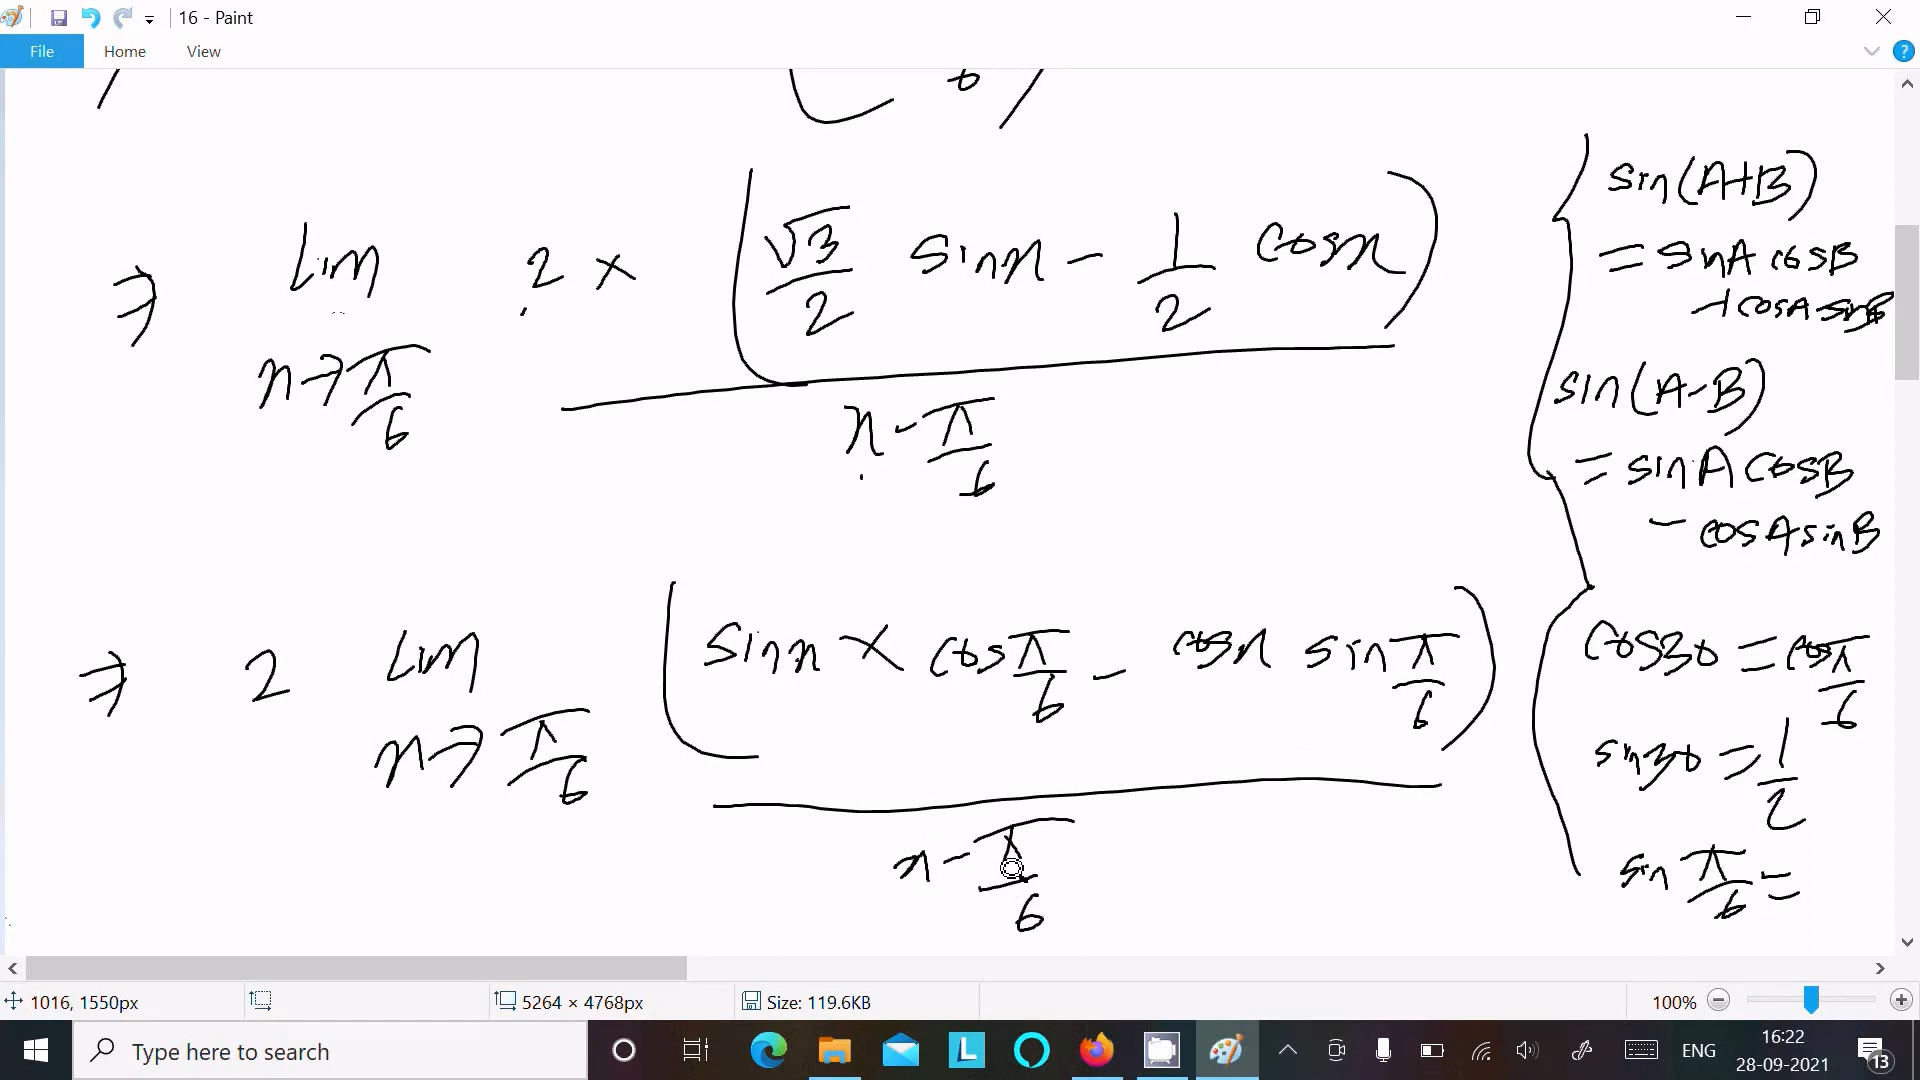 16 - Paint
File Home View
6)
⇒ Lim 2 × (√3/2 sinx - 1/2 cosx)
x→π/6
x - π/6
⇒ 2 Lim (sinx × cos π/6 - cosx sin π/6)
x→π/6
x - π/6
sin(A+B)
= sinA cosB
+ cosA sinB
sin(A-B)
= sinA cosB
- cosA sinB
cos30 = cos π/6
sin30 = 1/2
sin π/6 =
1016, 1550px 5264 × 4768px Size: 119.6KB 100%
Type here to search L ENG 16:22
28-09-2021 13